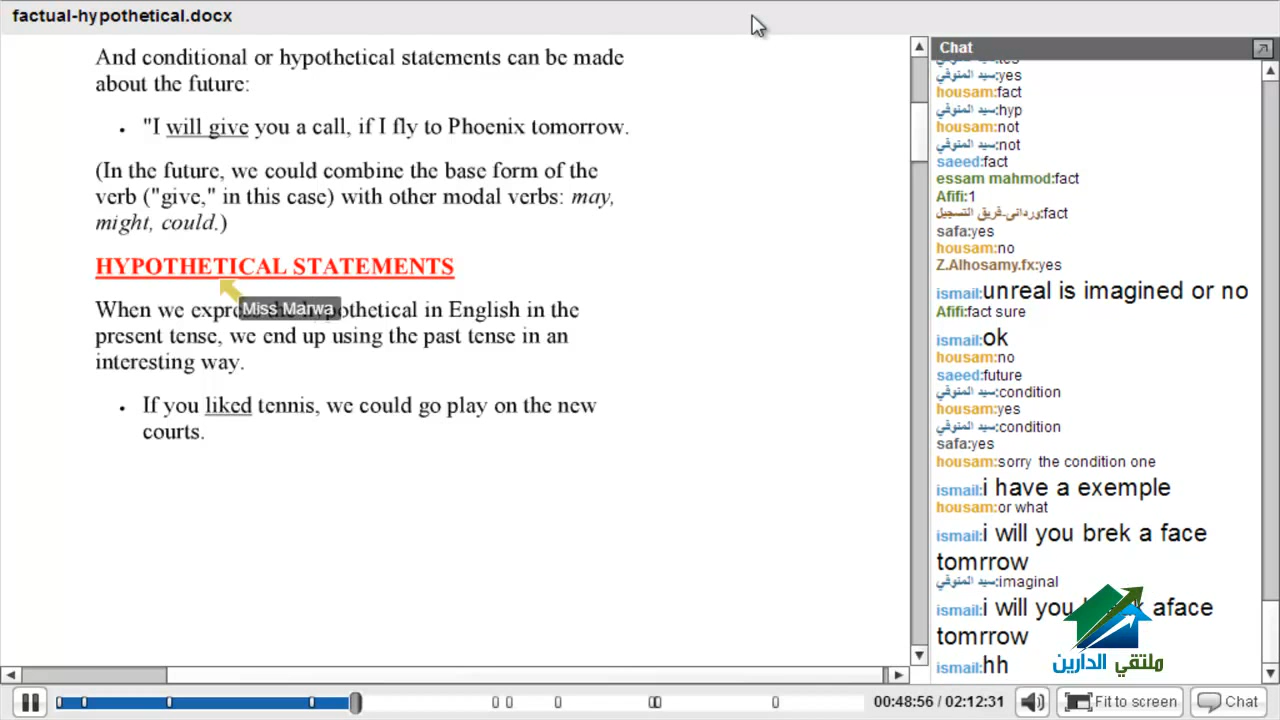 factual-hypothetical.docx
And conditional or hypothetical statements can be made
about the future:
• "I will give you a call, if I fly to Phoenix tomorrow.
(In the future, we could combine the base form of the
verb ("give," in this case) with other modal verbs: may,
might, could.)
HYPOTHETICAL STATEMENTS
Miss Marwa
When we express the hypothetical in English in the
present tense, we end up using the past tense in an
interesting way.
• If you liked tennis, we could go play on the new
courts.
Chat
سيد المنوفي:yes
housam:fact
سيد المنوفي:hyp
housam:not
سيد المنوفي:not
saeed:fact
essam mahmod:fact
Afifi:1
ورداني-فريق التسجيل:fact
safa:yes
housam:no
Z.Alhosamy.fx:yes
ismail:unreal is imagined or no
Afifi:fact sure
ismail:ok
housam:no
saeed:future
سيد المنوفي:condition
housam:yes
سيد المنوفي:condition
safa:yes
housam:sorry the condition one
ismail:i have a exemple
housam:or what
ismail:i will you brek a face
tomrrow
سيد المنوفي:imaginal
ismail:i will you aface
tomrrow
ismail:hh
ملتقي الدارين
00:48:56 / 02:12:31
Fit to screen
Chat